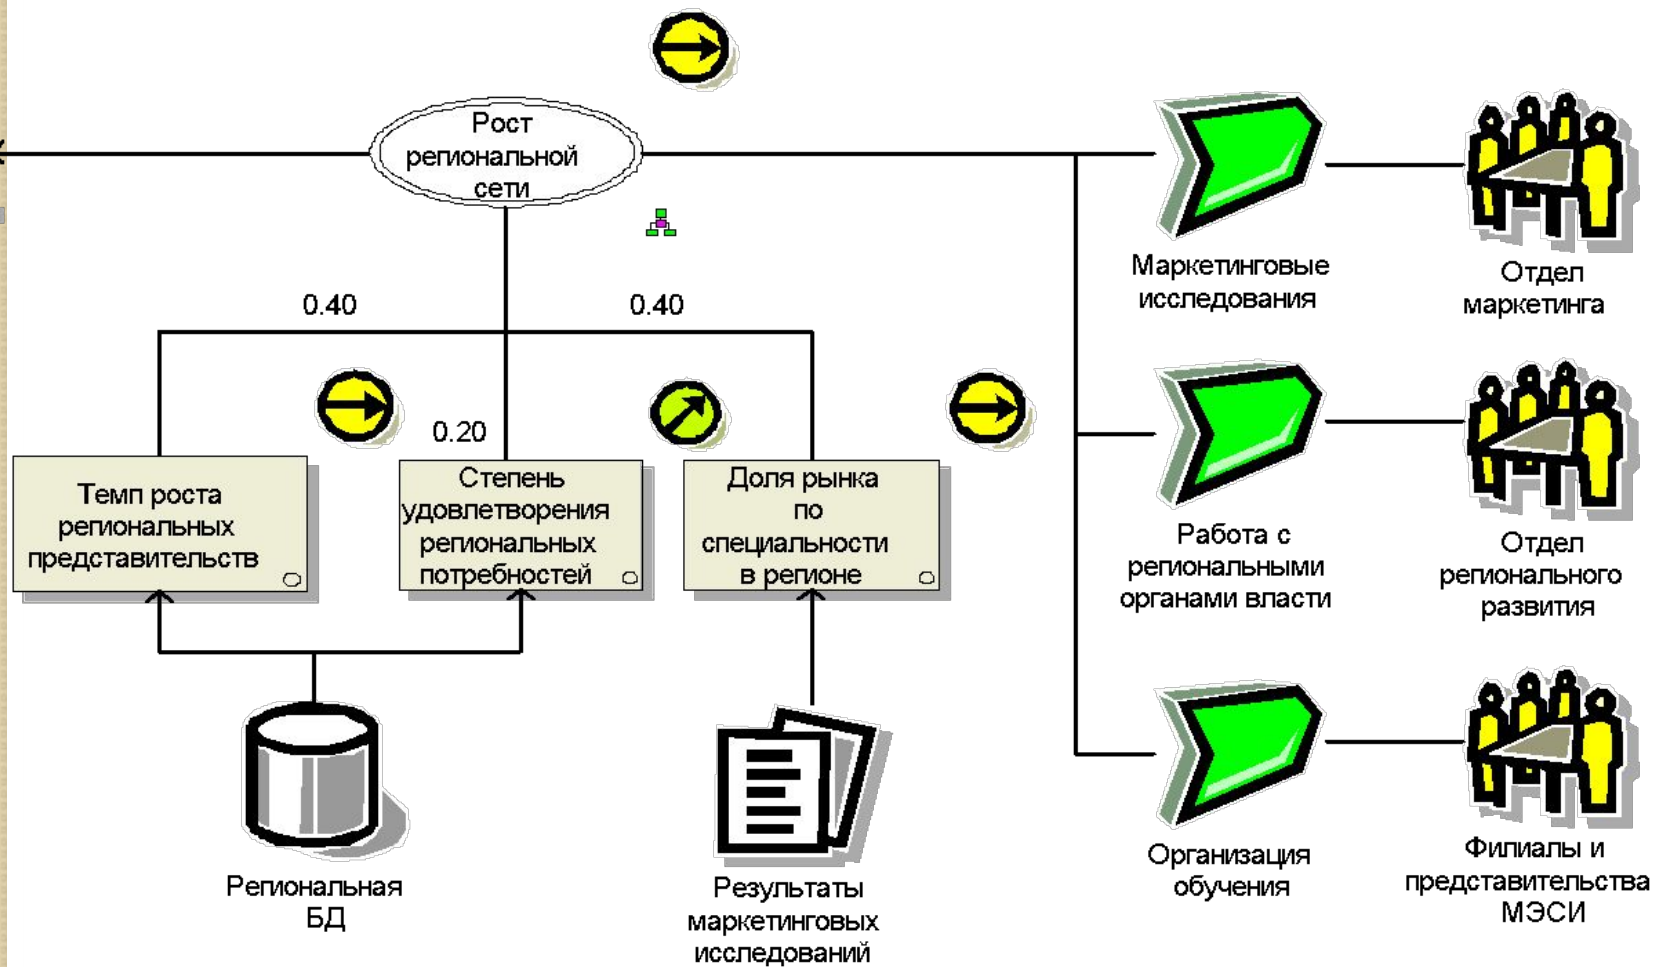 Рост
региональной
сети
0.40
0.40
0.20
Темп роста
региональных
представительств
Степень
удовлетворения
региональных
потребностей
Доля рынка
по
специальности
в регионе
Региональная
БД
Результаты
маркетинговых
исследований
Маркетинговые
исследования
Отдел
маркетинга
Работа с
региональными
органами власти
Отдел
регионального
развития
Организация
обучения
Филиалы и
представительства
МЭСИ